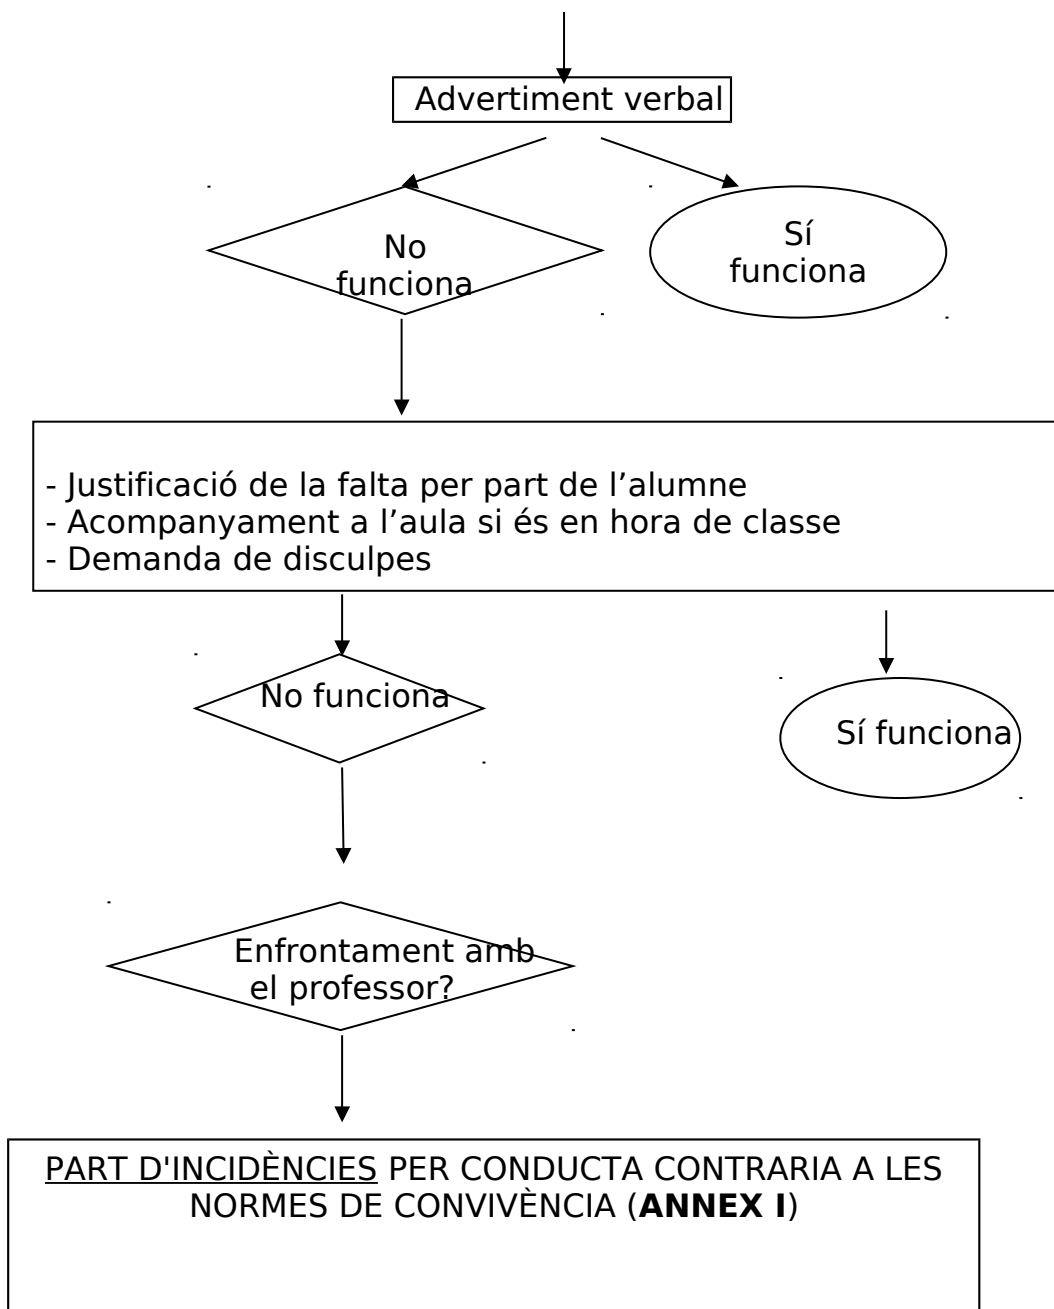 Advertiment verbal
No
funciona
Sí
funciona
- Justificació de la falta per part de l’alumne
- Acompanyament a l’aula si és en hora de classe
- Demanda de disculpes
No funciona
Sí funciona
Enfrontament amb
el professor?
PART D'INCIDÈNCIES PER CONDUCTA CONTRARIA A LES
NORMES DE CONVIVÈNCIA (ANNEX I)